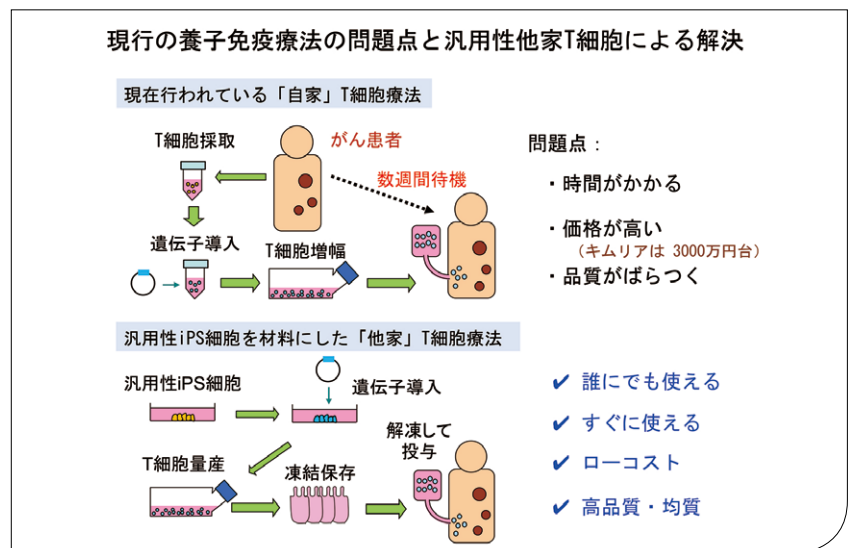 現行の養子免疫療法の問題点と汎用性他家T細胞による解決
現在行われている「自家」T細胞療法
T細胞採取
がん患者
数週間待機
遺伝子導入
T細胞増幅
問題点：
・時間がかかる
・価格が高い
（キムリアは 3000万円台）
・品質がばらつく
汎用性iPS細胞を材料にした「他家」T細胞療法
汎用性iPS細胞
遺伝子導入
T細胞量産
凍結保存
解凍して
投与
✔ 誰にでも使える
✔ すぐに使える
✔ ローコスト
✔ 高品質・均質